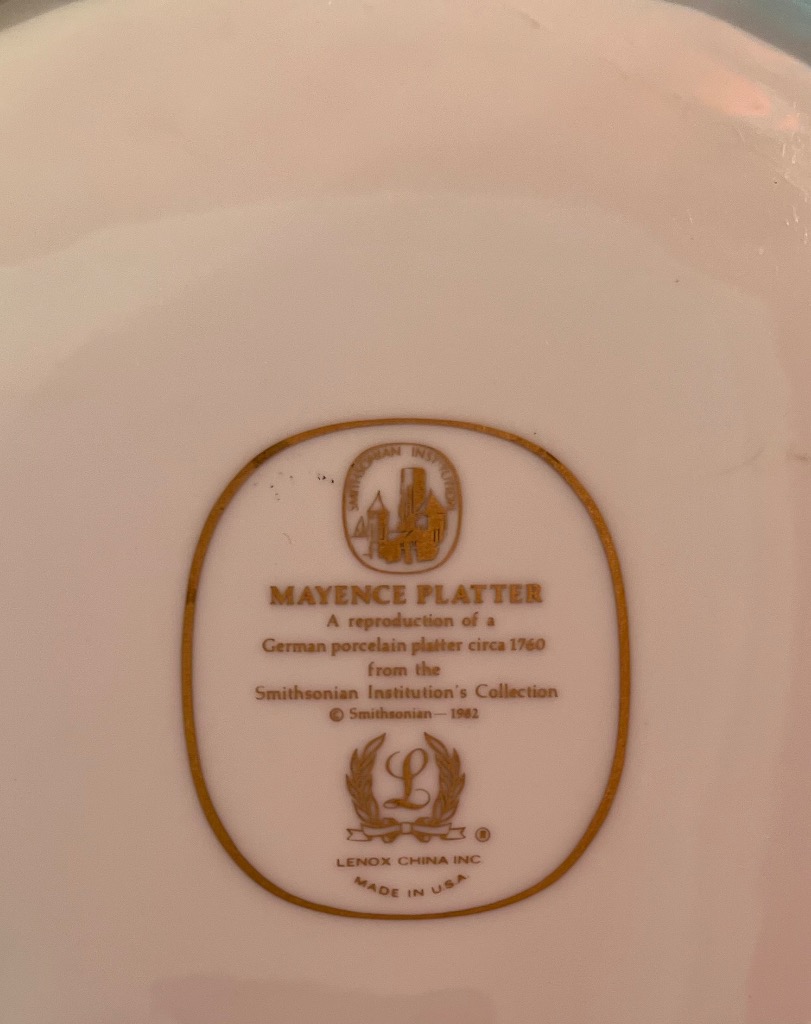 SMITHSONIAN INSTITUTION
MAYENCE PLATTER
A reproduction of a
German porcelain platter circa 1760
from the
Smithsonian Institution's Collection
© Smithsonian — 1982
L
®
LENOX CHINA INC.
MADE IN U.S.A.